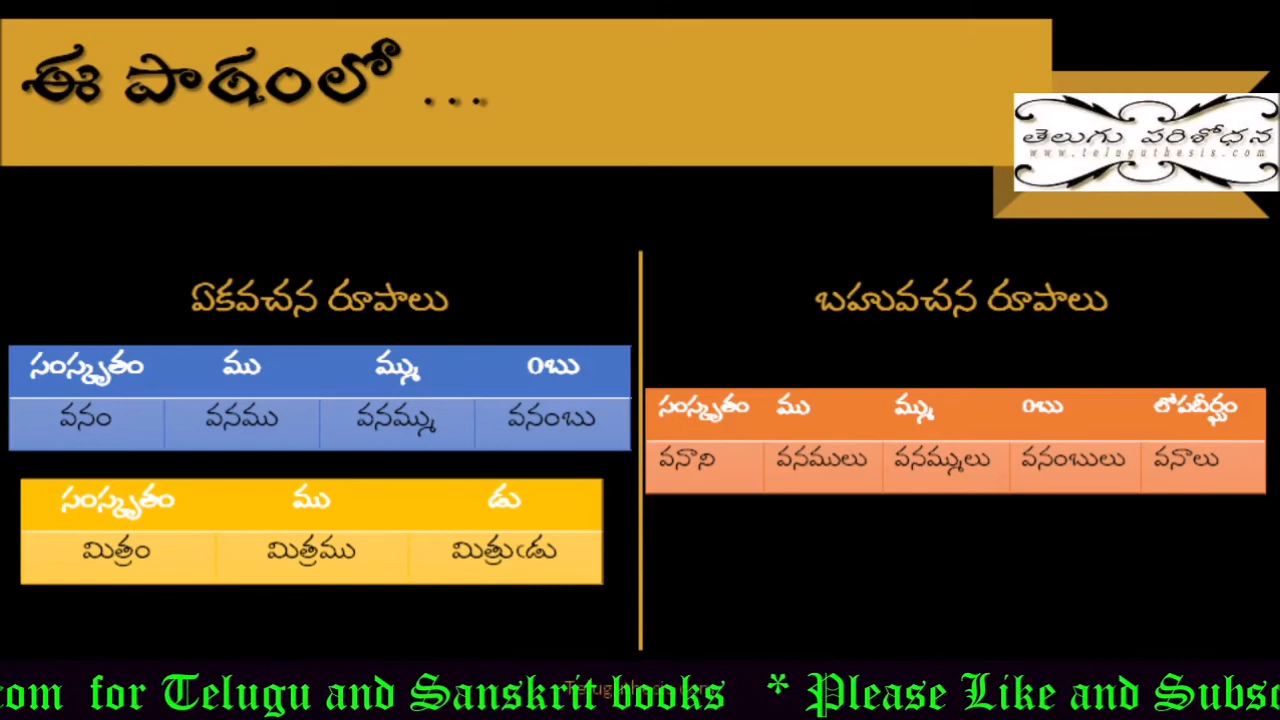 ఈ పాఠంలో ...
తెలుగు పరిశోధన
www.teluguthesis.com
ఏకవచన రూపాలు
సంస్కృతం ము మ్ము ంబు
వనం వనము వనమ్ము వనంబు
సంస్కృతం ము డు
మిత్రం మిత్రము మిత్రుఁడు
బహువచన రూపాలు
సంస్కృతం ము మ్ము ంబు లోపదీర్ఘం
వనాని వనములు వనమ్ములు వనంబులు వనాలు
com for Telugu and Sanskrit books * Please Like and Subsc